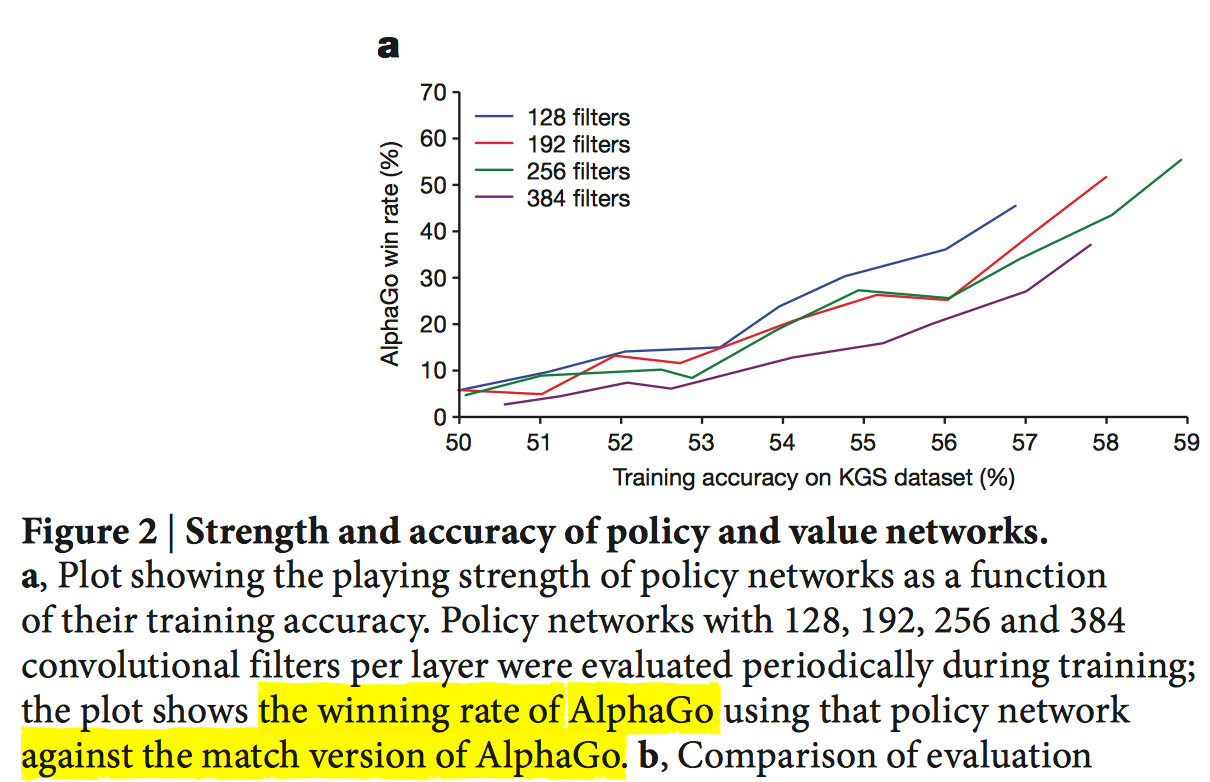 a
70
60
50
40
30
20
10
0
AlphaGo win rate (%)
128 filters
192 filters
256 filters
384 filters
50 51 52 53 54 55 56 57 58 59
Training accuracy on KGS dataset (%)
Figure 2 | Strength and accuracy of policy and value networks.
a, Plot showing the playing strength of policy networks as a function
of their training accuracy. Policy networks with 128, 192, 256 and 384
convolutional filters per layer were evaluated periodically during training;
the plot shows the winning rate of AlphaGo using that policy network
against the match version of AlphaGo. b, Comparison of evaluation